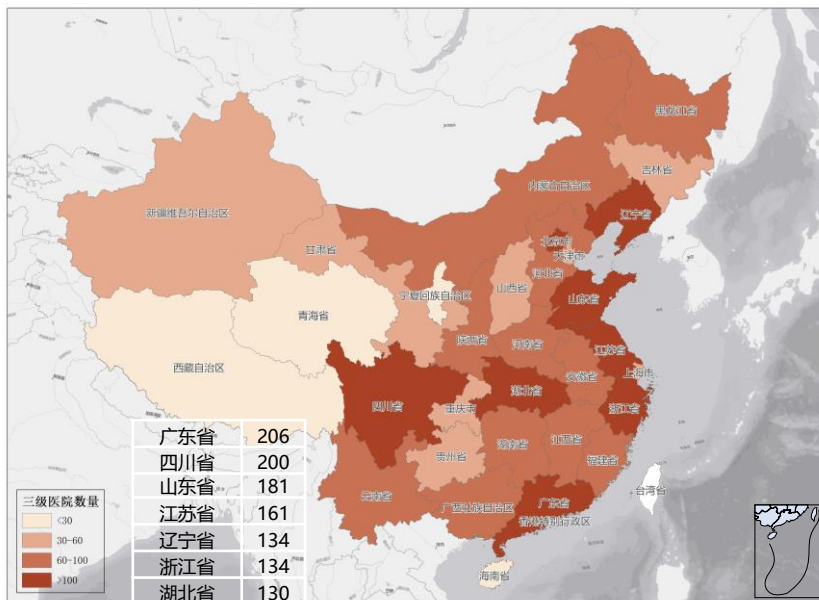 黑龙江省
吉林省
内蒙古自治区
辽宁省
新疆维吾尔自治区
北京市
天津市
甘肃省
河北省
山西省
宁夏回族自治区
山东省
青海省
陕西省
河南省
江苏省
西藏自治区
安徽省
上海市
湖北省
四川省
重庆市
浙江省
湖南省
江西省
贵州省
福建省
云南省
台湾省
广西壮族自治区
广东省
香港特别行政区
海南省
广东省 206
四川省 200
山东省 181
江苏省 161
辽宁省 134
浙江省 134
湖北省 130
三级医院数量
<30
30-60
60-100
>100